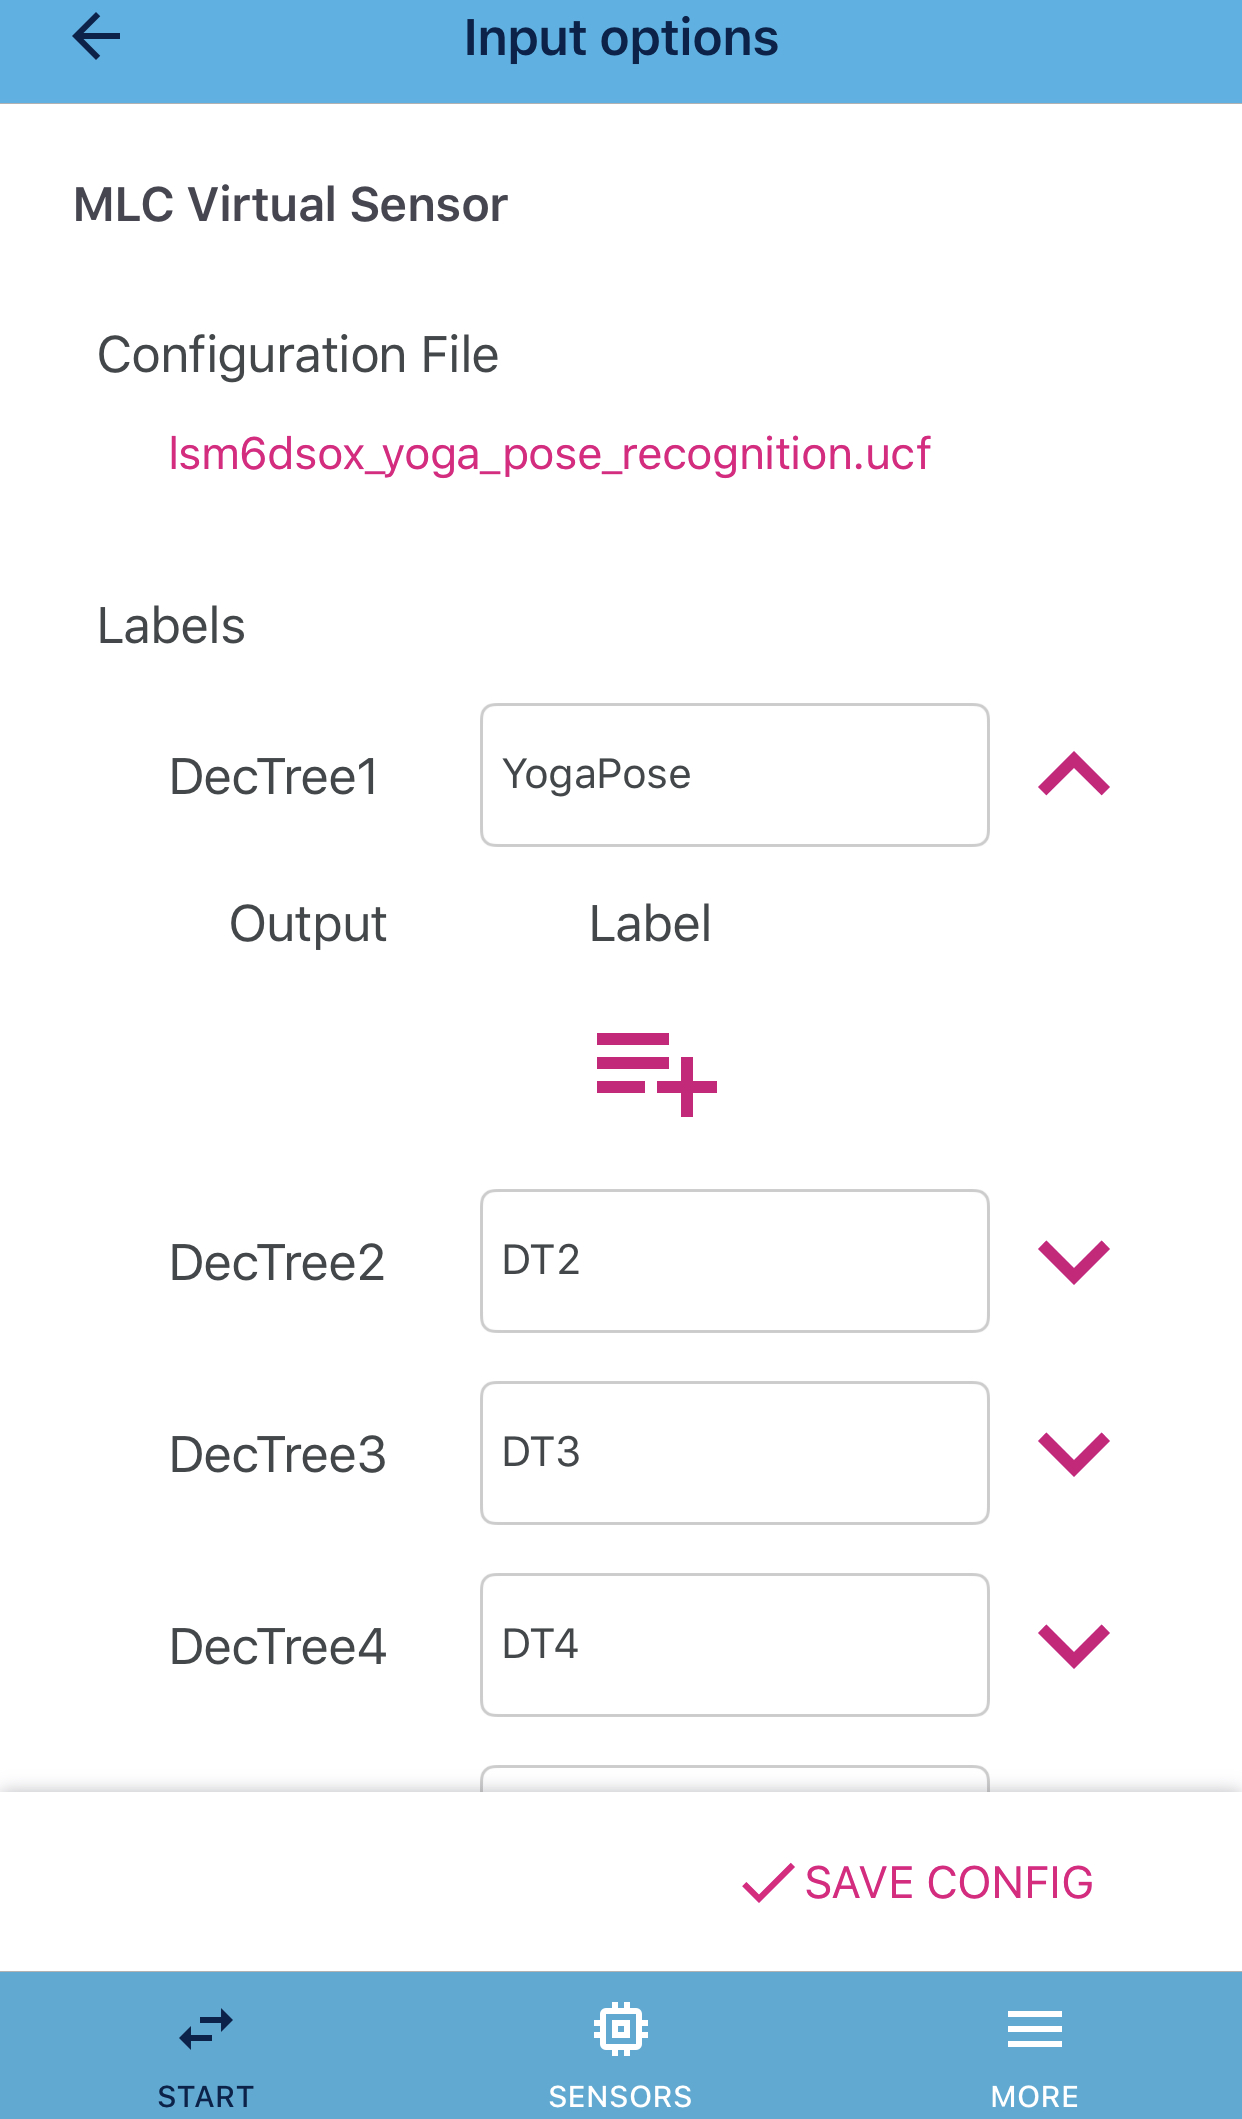 Input options
MLC Virtual Sensor
Configuration File
lsm6dsox_yoga_pose_recognition.ucf
Labels
DecTree1 YogaPose
Output Label
DecTree2 DT2
DecTree3 DT3
DecTree4 DT4
SAVE CONFIG
START SENSORS MORE